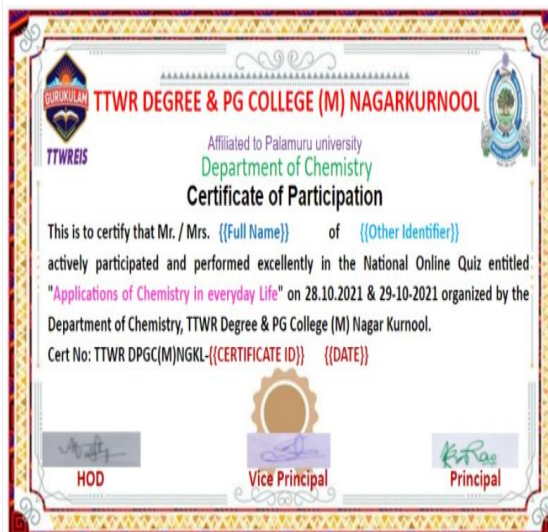 GURUKULAM
TTWREIS
TTWR DEGREE & PG COLLEGE (M) NAGARKURNOOL
Affiliated to Palamuru university
Department of Chemistry
Certificate of Participation
This is to certify that Mr. / Mrs. {{Full Name}} of {{Other Identifier}}
actively participated and performed excellently in the National Online Quiz entitled
"Applications of Chemistry in everyday Life" on 28.10.2021 & 29-10-2021 organized by the
Department of Chemistry, TTWR Degree & PG College (M) Nagar Kurnool.
Cert No: TTWR DPGC(M)NGKL-{{CERTIFICATE ID}} {{DATE}}
HOD
Vice Principal
Principal